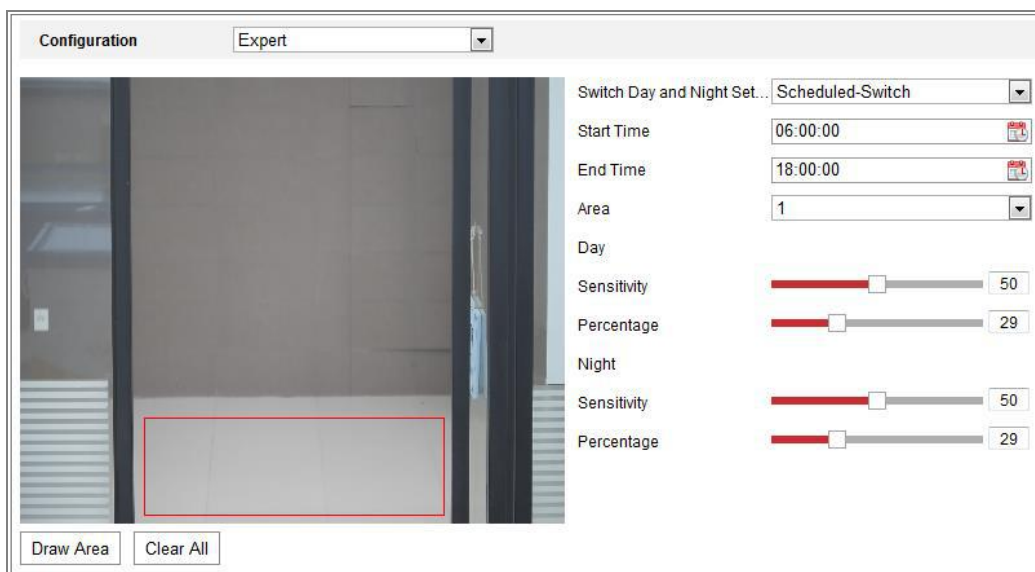 Configuration Expert
Switch Day and Night Set... Scheduled-Switch
Start Time 06:00:00
End Time 18:00:00
Area 1
Day
Sensitivity 50
Percentage 29
Night
Sensitivity 50
Percentage 29
Draw Area Clear All